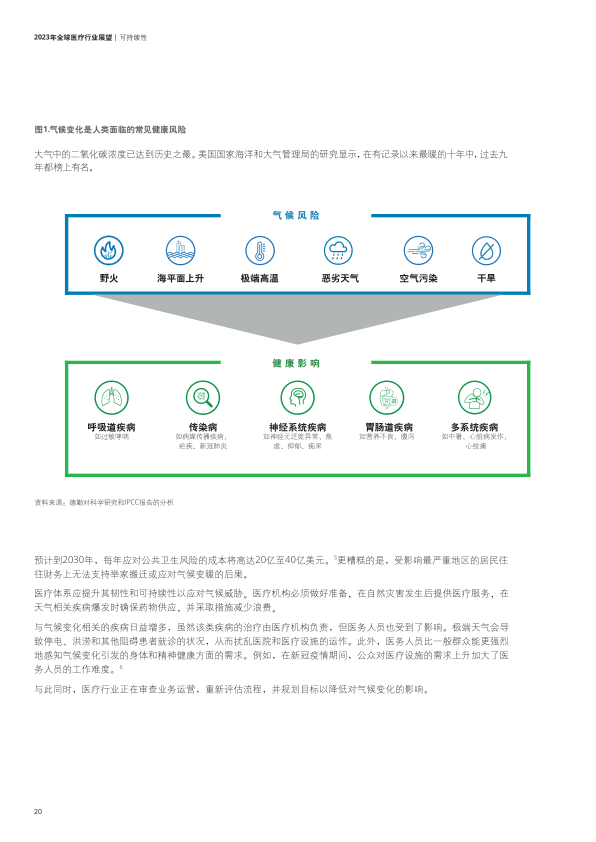 2023年全球医疗行业展望 | 可持续性
图1.气候变化是人类面临的常见健康风险
大气中的二氧化碳浓度已达到历史之最。美国国家海洋和大气管理局的研究显示，在有记录以来最暖的十年中，过去九
年都榜上有名。
气候风险
野火 海平面上升 极端高温 恶劣天气 空气污染 干旱
健康影响
呼吸道疾病 传染病 神经系统疾病 胃肠道疾病 多系统疾病
如过敏哮喘 如病媒传播疾病、 如神经元迁徙异常、焦 如营养不良、腹泻 如中暑、心脏病发作、
疟疾、新冠肺炎 虑、抑郁、痴呆 心绞痛
资料来源：德勤对科学研究和IPCC报告的分析
预计到2030年，每年应对公共卫生风险的成本将高达20亿至40亿美元。5更糟糕的是，受影响最严重地区的居民往
往财务上无法支持举家搬迁或应对气候变暖的后果。
医疗体系应提升其韧性和可持续性以应对气候威胁。医疗机构必须做好准备，在自然灾害发生后提供医疗服务，在
天气相关疾病爆发时确保药物供应，并采取措施减少浪费。
与气候变化相关的疾病日益增多，虽然该类疾病的治疗由医疗机构负责，但医务人员也受到了影响。极端天气会导
致停电、洪涝和其他阻碍患者就诊的状况，从而扰乱医院和医疗设施的运作。此外，医务人员比一般群众能更强烈
地感知气候变化引发的身体和精神健康方面的需求。例如，在新冠疫情期间，公众对医疗设施的需求上升加大了医
务人员的工作难度。6
与此同时，医疗行业正在审查业务运营，重新评估流程，并规划目标以降低对气候变化的影响。
20